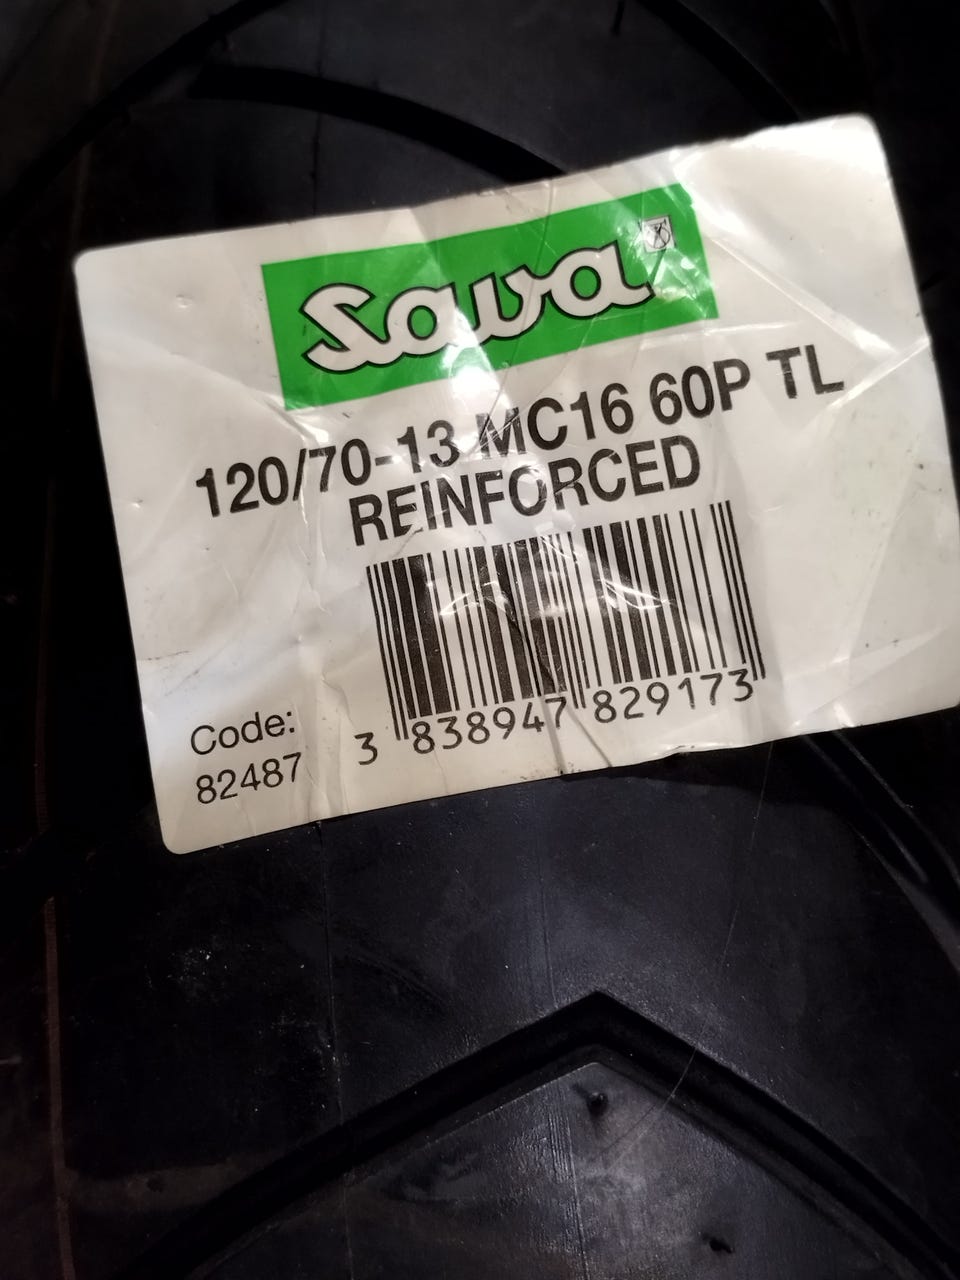 Sava
120/70-13 MC16 60P TL
REINFORCED
Code:
82487
3 838947 829173